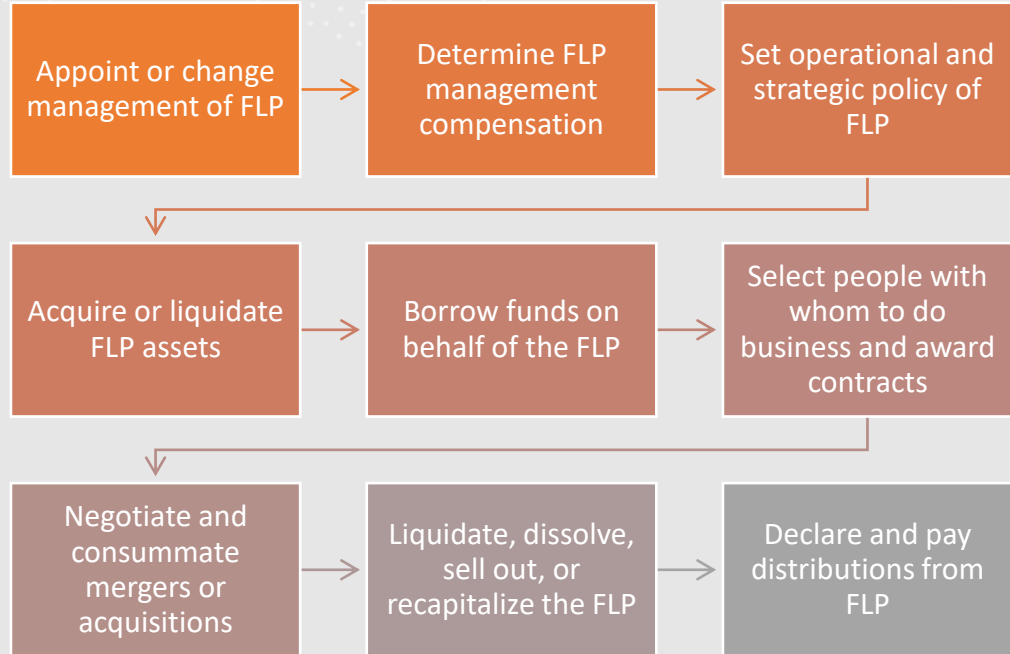 Appoint or change
management of FLP
Determine FLP
management
compensation
Set operational and
strategic policy of
FLP
Acquire or liquidate
FLP assets
Borrow funds on
behalf of the FLP
Select people with
whom to do
business and award
contracts
Negotiate and
consummate
mergers or
acquisitions
Liquidate, dissolve,
sell out, or
recapitalize the FLP
Declare and pay
distributions from
FLP